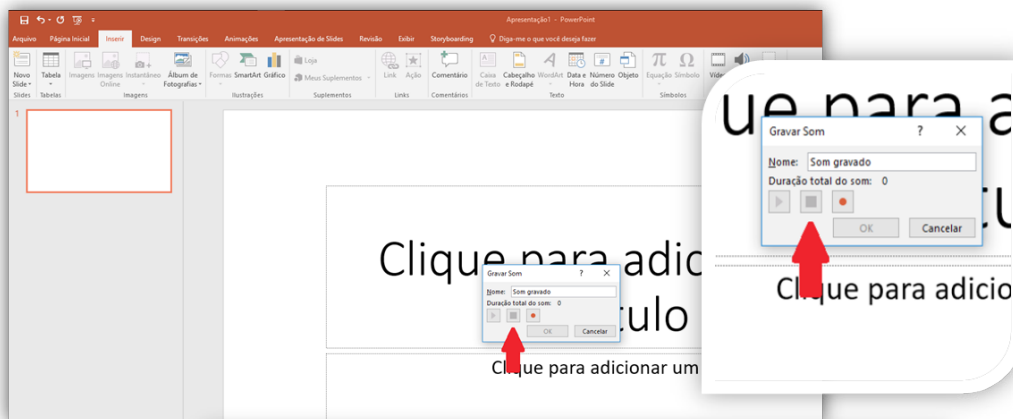 Apresentação1 - PowerPoint
Arquivo Página Inicial Inserir Design Transições Animações Apresentação de Slides Revisão Exibir Storyboarding Diga-me o que você deseja fazer
Novo Slide Tabela Imagens Imagens Online Instantâneo Álbum de Fotografias Formas SmartArt Gráfico Loja Meus Suplementos Link Ação Comentário Caixa de Texto Cabeçalho e Rodapé WordArt Data e Hora Número do Slide Objeto Equação Símbolo
Slides Tabelas Imagens Ilustrações Suplementos Links Comentários Texto Símbolos
1
Clique para adic
Gravar Som ?
Nome: Som gravado
Duração total do som: 0
OK Cancelar
tulo
Clique para adicionar um
ue para a
Gravar Som ?
Nome: Som gravado
Duração total do som: 0
OK Cancelar
Clique para adicio